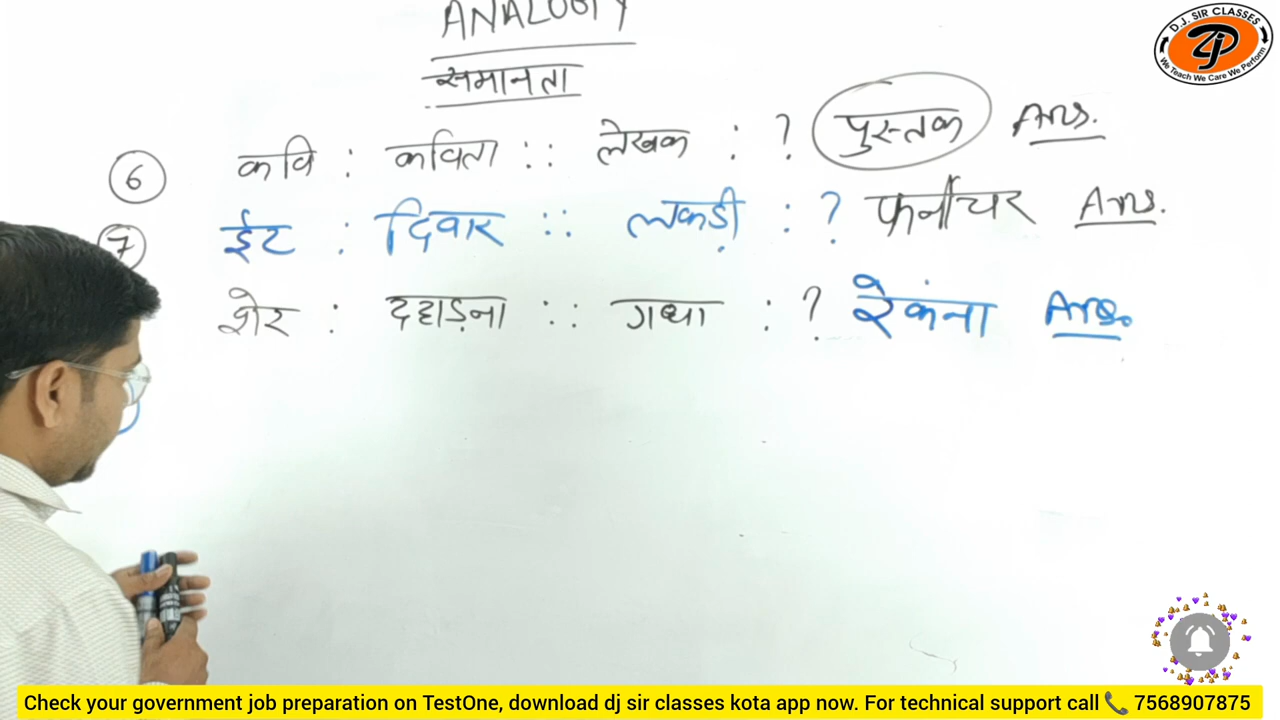 ANALOGY
समानता
D.J. SIR CLASSES
Dj
We Teach We Care We Perform
6 कवि : कविता :: लेखक : ? पुस्तक Ans.
7 ईट : दिवार :: लकड़ी : ? फर्नीचर Ans.
शेर : दहाड़ना :: गधा : ? रेकंना Ans.
Check your government job preparation on TestOne, download dj sir classes kota app now. For technical support call 📞 7568907875